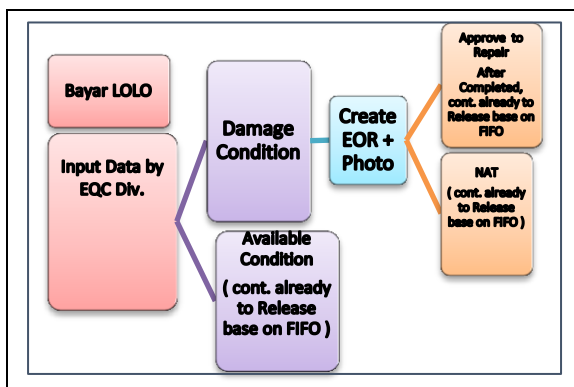 Bayar LOLO
Input Data by
EQC Div.
Damage
Condition
Available
Condition
( cont. already
to Release
base on FIFO )
Create
EOR +
Photo
Approve to
Repair
After
Completed,
cont. already to
Release base on
FIFO
NAT
( cont. already
to Release
base on FIFO )